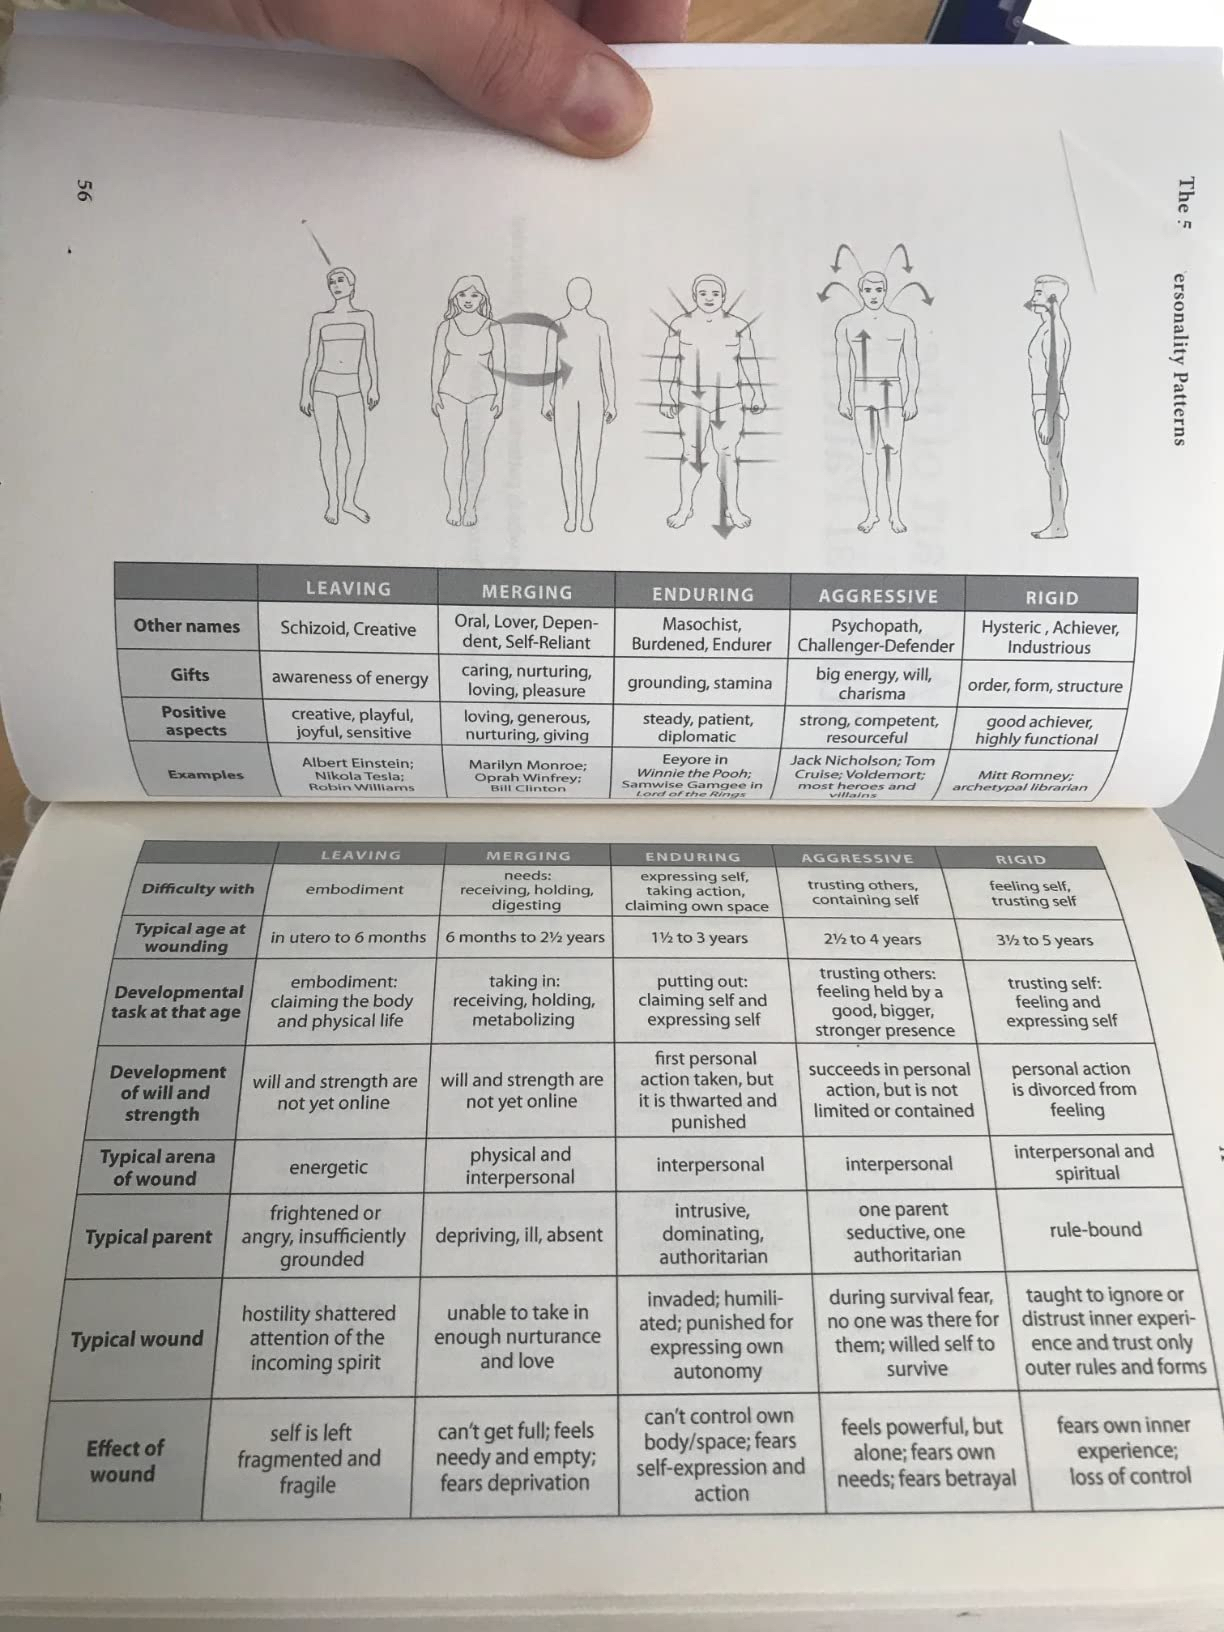 56
The 5 ersonality Patterns
LEAVING MERGING ENDURING AGGRESSIVE RIGID
Other names
Schizoid, Creative
Oral, Lover, Depen-
dent, Self-Reliant
Masochist,
Burdened, Endurer
Psychopath,
Challenger-Defender
Hysteric , Achiever,
Industrious
Gifts
awareness of energy
caring, nurturing,
loving, pleasure
grounding, stamina
big energy, will,
charisma
order, form, structure
Positive
aspects
creative, playful,
joyful, sensitive
loving, generous,
nurturing, giving
steady, patient,
diplomatic
strong, competent,
resourceful
good achiever,
highly functional
Examples
Albert Einstein;
Nikola Tesla;
Robin Williams
Marilyn Monroe;
Oprah Winfrey;
Bill Clinton
Eeyore in
Winnie the Pooh;
Samwise Gamgee in
Lord of the Rings
Jack Nicholson; Tom
Cruise; Voldemort;
most heroes and
villains
Mitt Romney;
archetypal librarian
LEAVING MERGING ENDURING AGGRESSIVE RIGID
Difficulty with
embodiment
needs:
receiving, holding,
digesting
expressing self,
taking action,
claiming own space
trusting others,
containing self
feeling self,
trusting self
Typical age at
wounding
in utero to 6 months
6 months to 2½ years
1½ to 3 years
2½ to 4 years
3½ to 5 years
Developmental
task at that age
embodiment:
claiming the body
and physical life
taking in:
receiving, holding,
metabolizing
putting out:
claiming self and
expressing self
trusting others:
feeling held by a
good, bigger,
stronger presence
trusting self:
feeling and
expressing self
Development
of will and
strength
will and strength are
not yet online
will and strength are
not yet online
first personal
action taken, but
it is thwarted and
punished
succeeds in personal
action, but is not
limited or contained
personal action
is divorced from
feeling
Typical arena
of wound
energetic
physical and
interpersonal
interpersonal
interpersonal
interpersonal and
spiritual
Typical parent
frightened or
angry, insufficiently
grounded
depriving, ill, absent
intrusive,
dominating,
authoritarian
one parent
seductive, one
authoritarian
rule-bound
Typical wound
hostility shattered
attention of the
incoming spirit
unable to take in
enough nurturance
and love
invaded; humili-
ated; punished for
expressing own
autonomy
during survival fear,
no one was there for
them; willed self to
survive
taught to ignore or
distrust inner experi-
ence and trust only
outer rules and forms
Effect of
wound
self is left
fragmented and
fragile
can't get full; feels
needy and empty;
fears deprivation
can't control own
body/space; fears
self-expression and
action
feels powerful, but
alone; fears own
needs; fears betrayal
fears own inner
experience;
loss of control